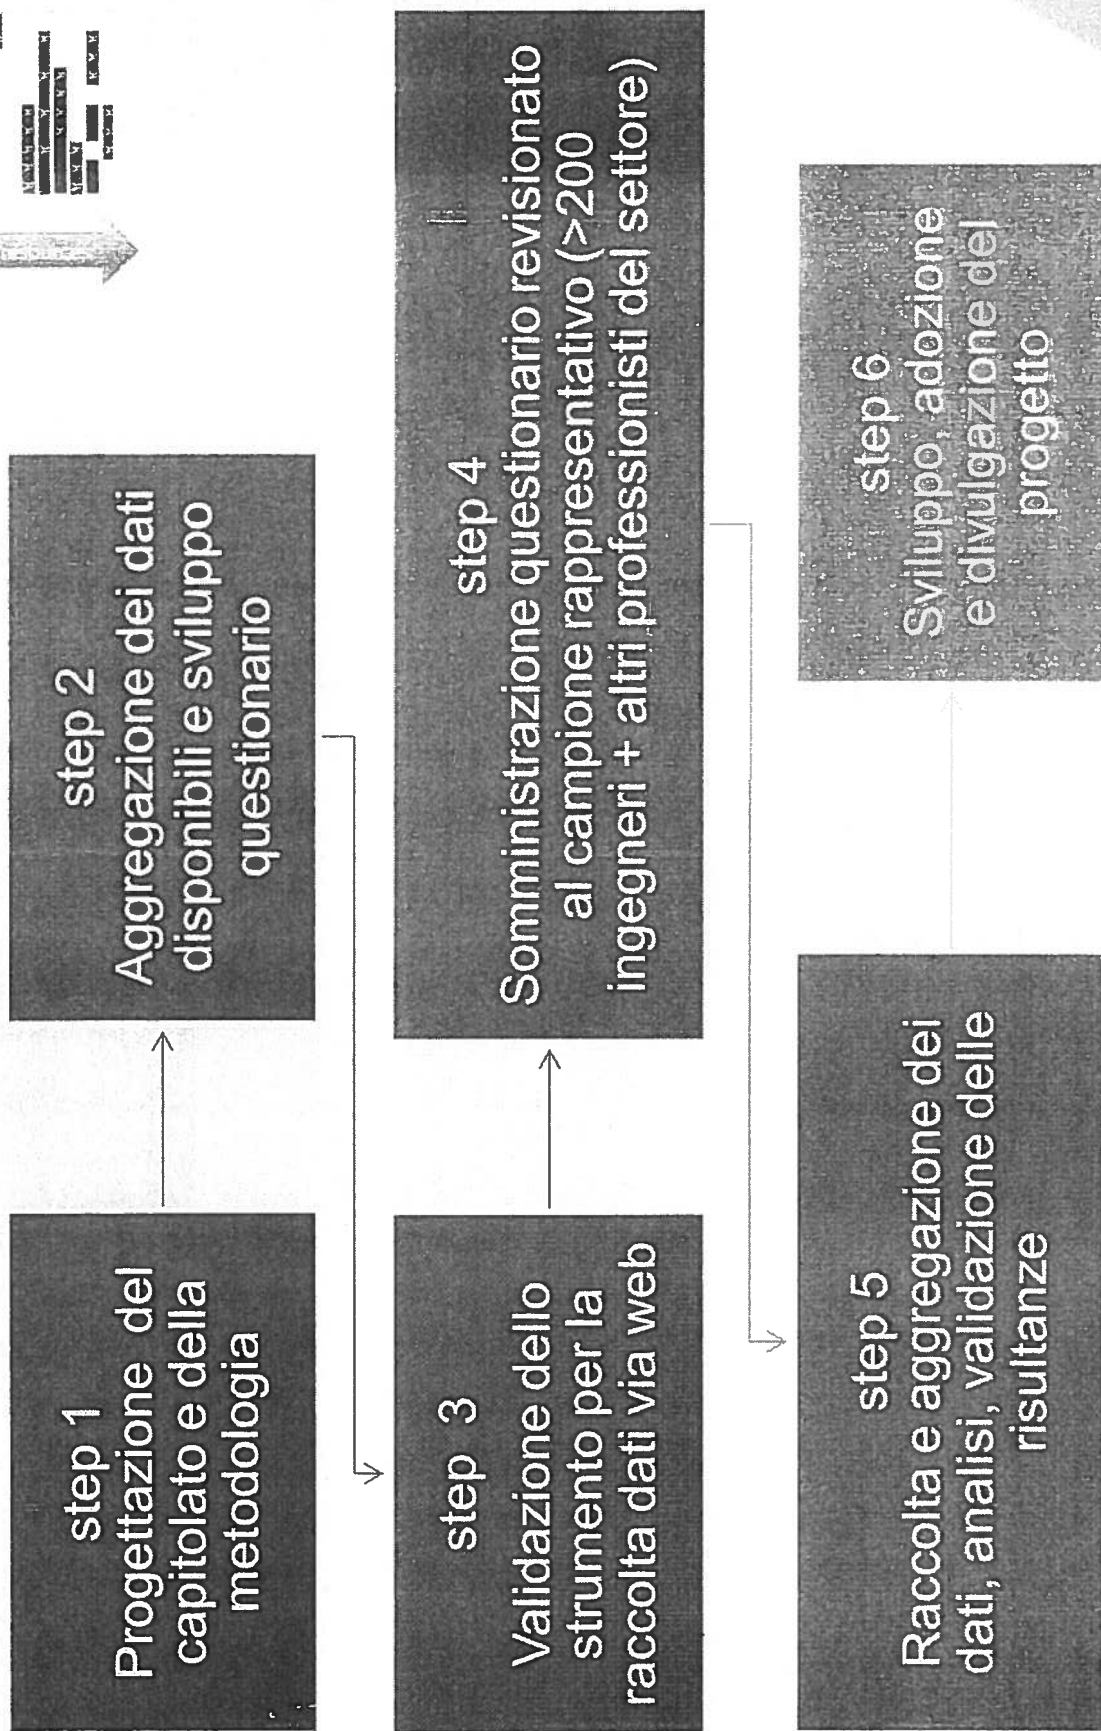 step 1
Progettazione del
capitolato e della
metodologia
step 2
Aggregazione dei dati
disponibili e sviluppo
questionario
step 3
Validazione dello
strumento per la
raccolta dati via web
step 4
Somministrazione questionario revisionato
al campione rappresentativo (>200
ingegneri + altri professionisti del settore)
step 5
Raccolta e aggregazione dei
dati, analisi, validazione delle
risultanze
step 6
Sviluppo, adozione
e divulgazione del
progetto